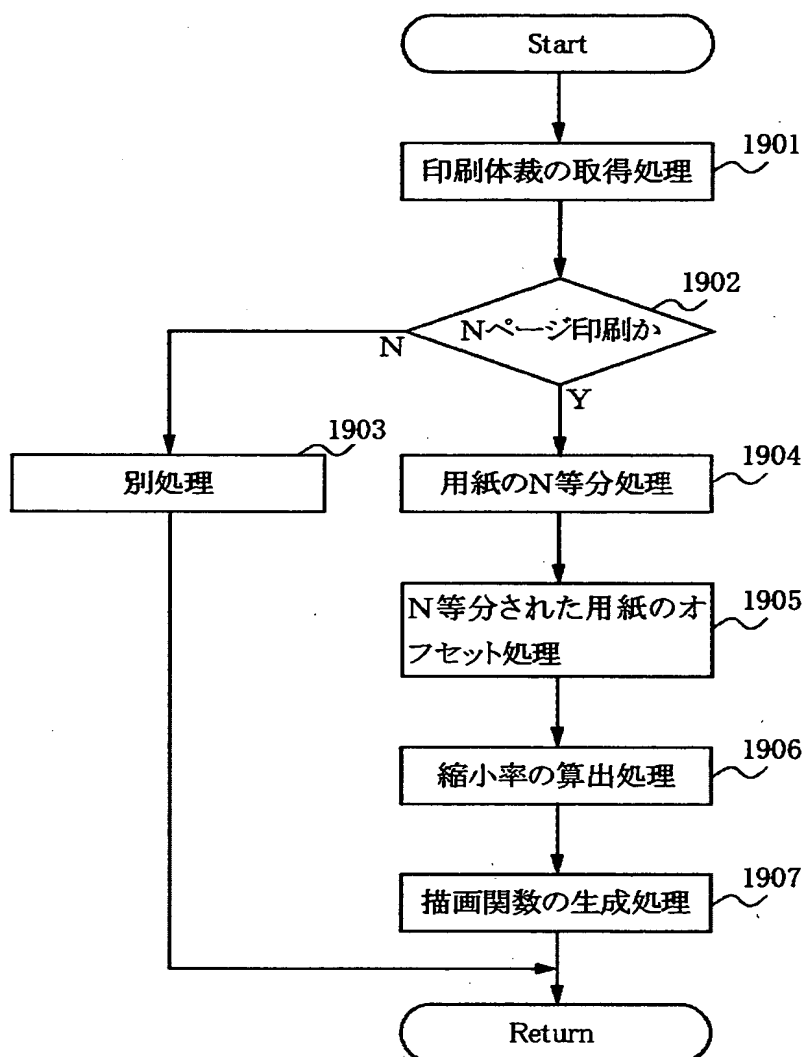 Start
1901
印刷体裁の取得処理
1902
Nページ印刷か
N
Y
1903
別処理
1904
用紙のN等分処理
1905
N等分された用紙のオ
フセット処理
1906
縮小率の算出処理
1907
描画関数の生成処理
Return